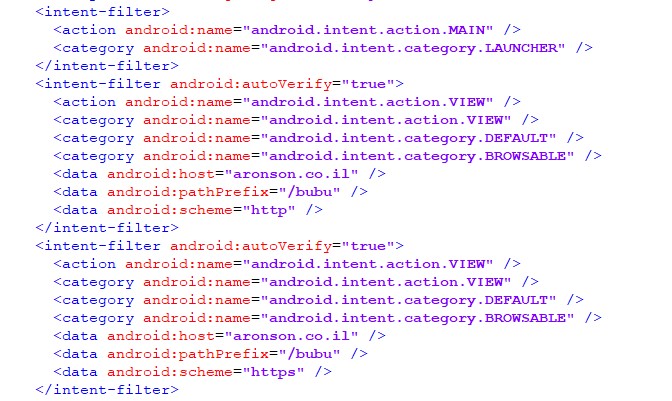 <intent-filter>
<action android:name="android.intent.action.MAIN" />
<category android:name="android.intent.category.LAUNCHER" />
</intent-filter>
<intent-filter android:autoVerify="true">
<action android:name="android.intent.action.VIEW" />
<category android:name="android.intent.action.VIEW" />
<category android:name="android.intent.category.DEFAULT" />
<category android:name="android.intent.category.BROWSABLE" />
<data android:host="aronson.co.il" />
<data android:pathPrefix="/bubu" />
<data android:scheme="http" />
</intent-filter>
<intent-filter android:autoVerify="true">
<action android:name="android.intent.action.VIEW" />
<category android:name="android.intent.action.VIEW" />
<category android:name="android.intent.category.DEFAULT" />
<category android:name="android.intent.category.BROWSABLE" />
<data android:host="aronson.co.il" />
<data android:pathPrefix="/bubu" />
<data android:scheme="https" />
</intent-filter>